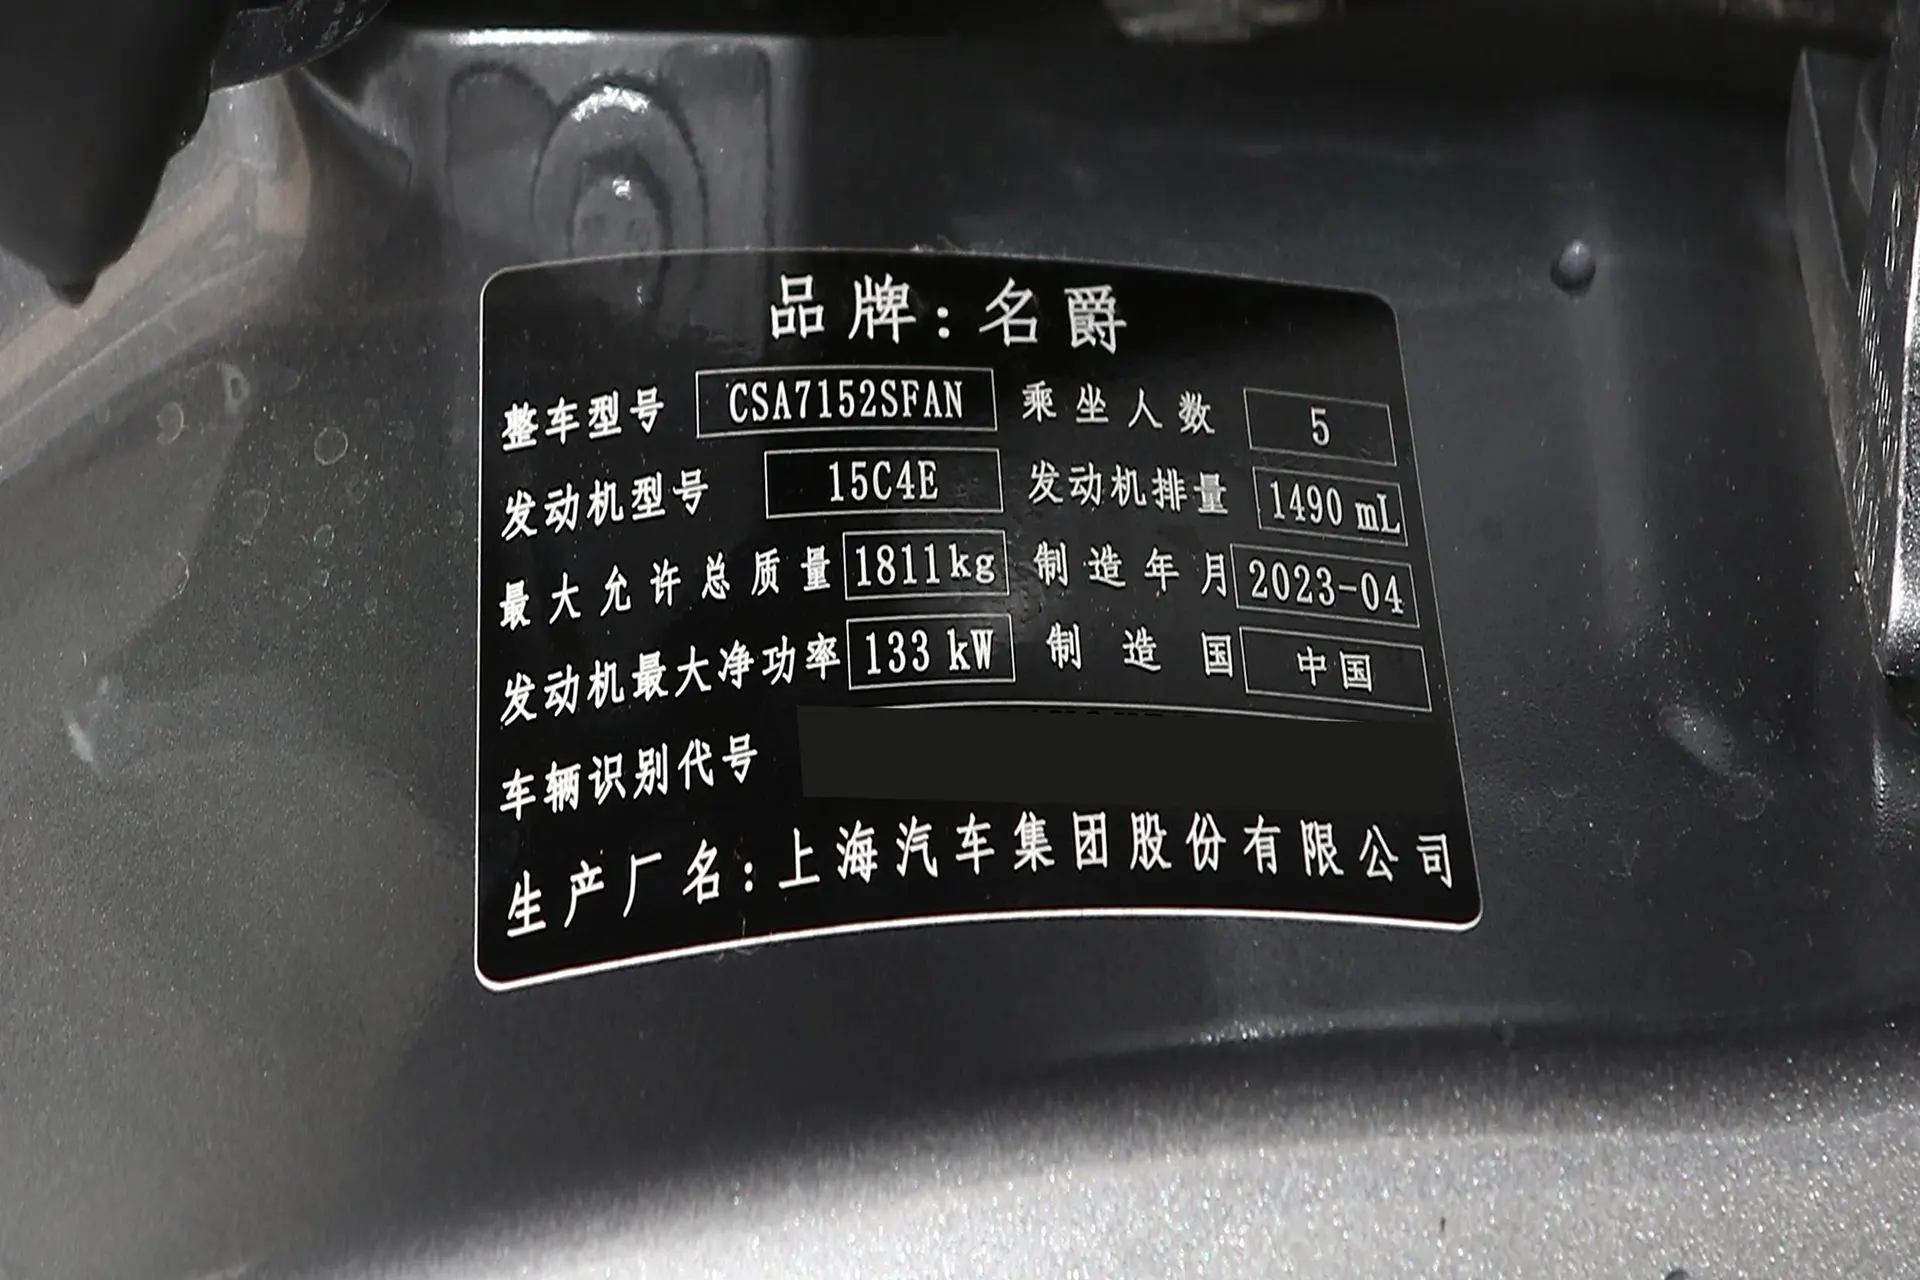 品牌：名爵
整车型号 CSA7152SFAN 乘坐人数 5
发动机型号 15C4E 发动机排量 1490 mL
最大允许总质量 1811kg 制造年月 2023-04
发动机最大净功率 133 kW 制造国 中国
车辆识别代号
生产厂名：上海汽车集团股份有限公司